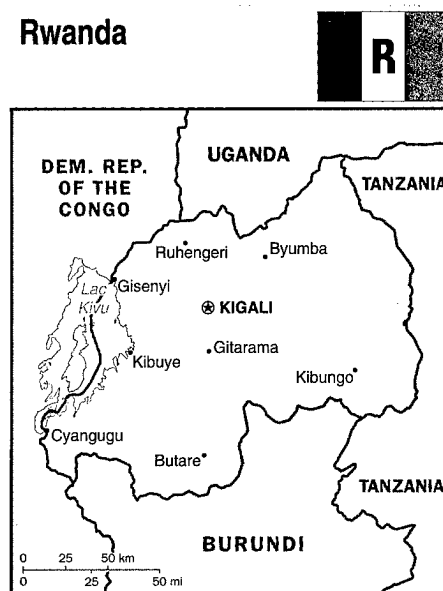 Rwanda
R
UGANDA
DEM. REP.
OF THE
CONGO
TANZANIA
Ruhengeri
Byumba
Gisenyi
Lac
Kivu
KIGALI
Gitarama
Kibuye
Kibungo
Cyangugu
Butare
TANZANIA
BURUNDI
0 25 50 km
0 25 50 mi